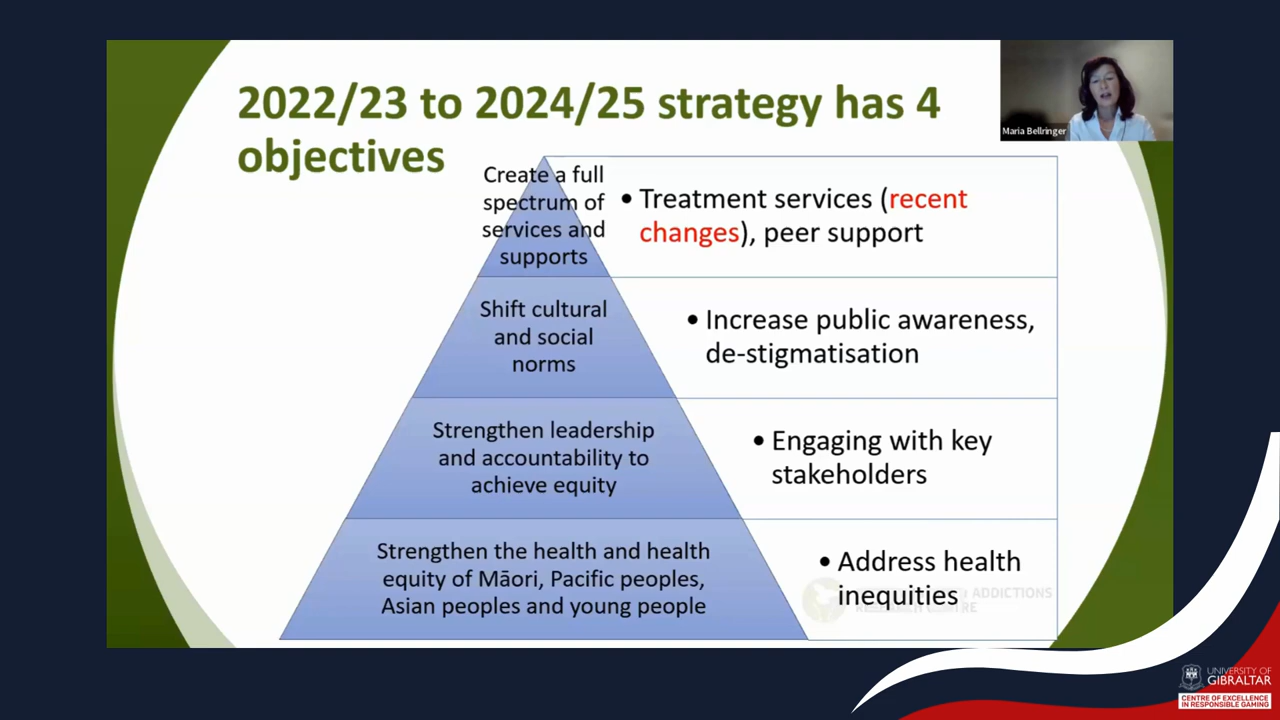 2022/23 to 2024/25 strategy has 4
objectives
Maria Bellringer
Create a full
spectrum of
services and
supports
• Treatment services (recent
changes), peer support
Shift cultural
and social
norms
• Increase public awareness,
de-stigmatisation
Strengthen leadership
and accountability to
achieve equity
• Engaging with key
stakeholders
Strengthen the health and health
equity of Māori, Pacific peoples,
Asian peoples and young people
• Address health
inequities
ADDICTIONS
RESEARCH CENTRE
UNIVERSITY OF
GIBRALTAR
CENTRE OF EXCELLENCE
IN RESPONSIBLE GAMING